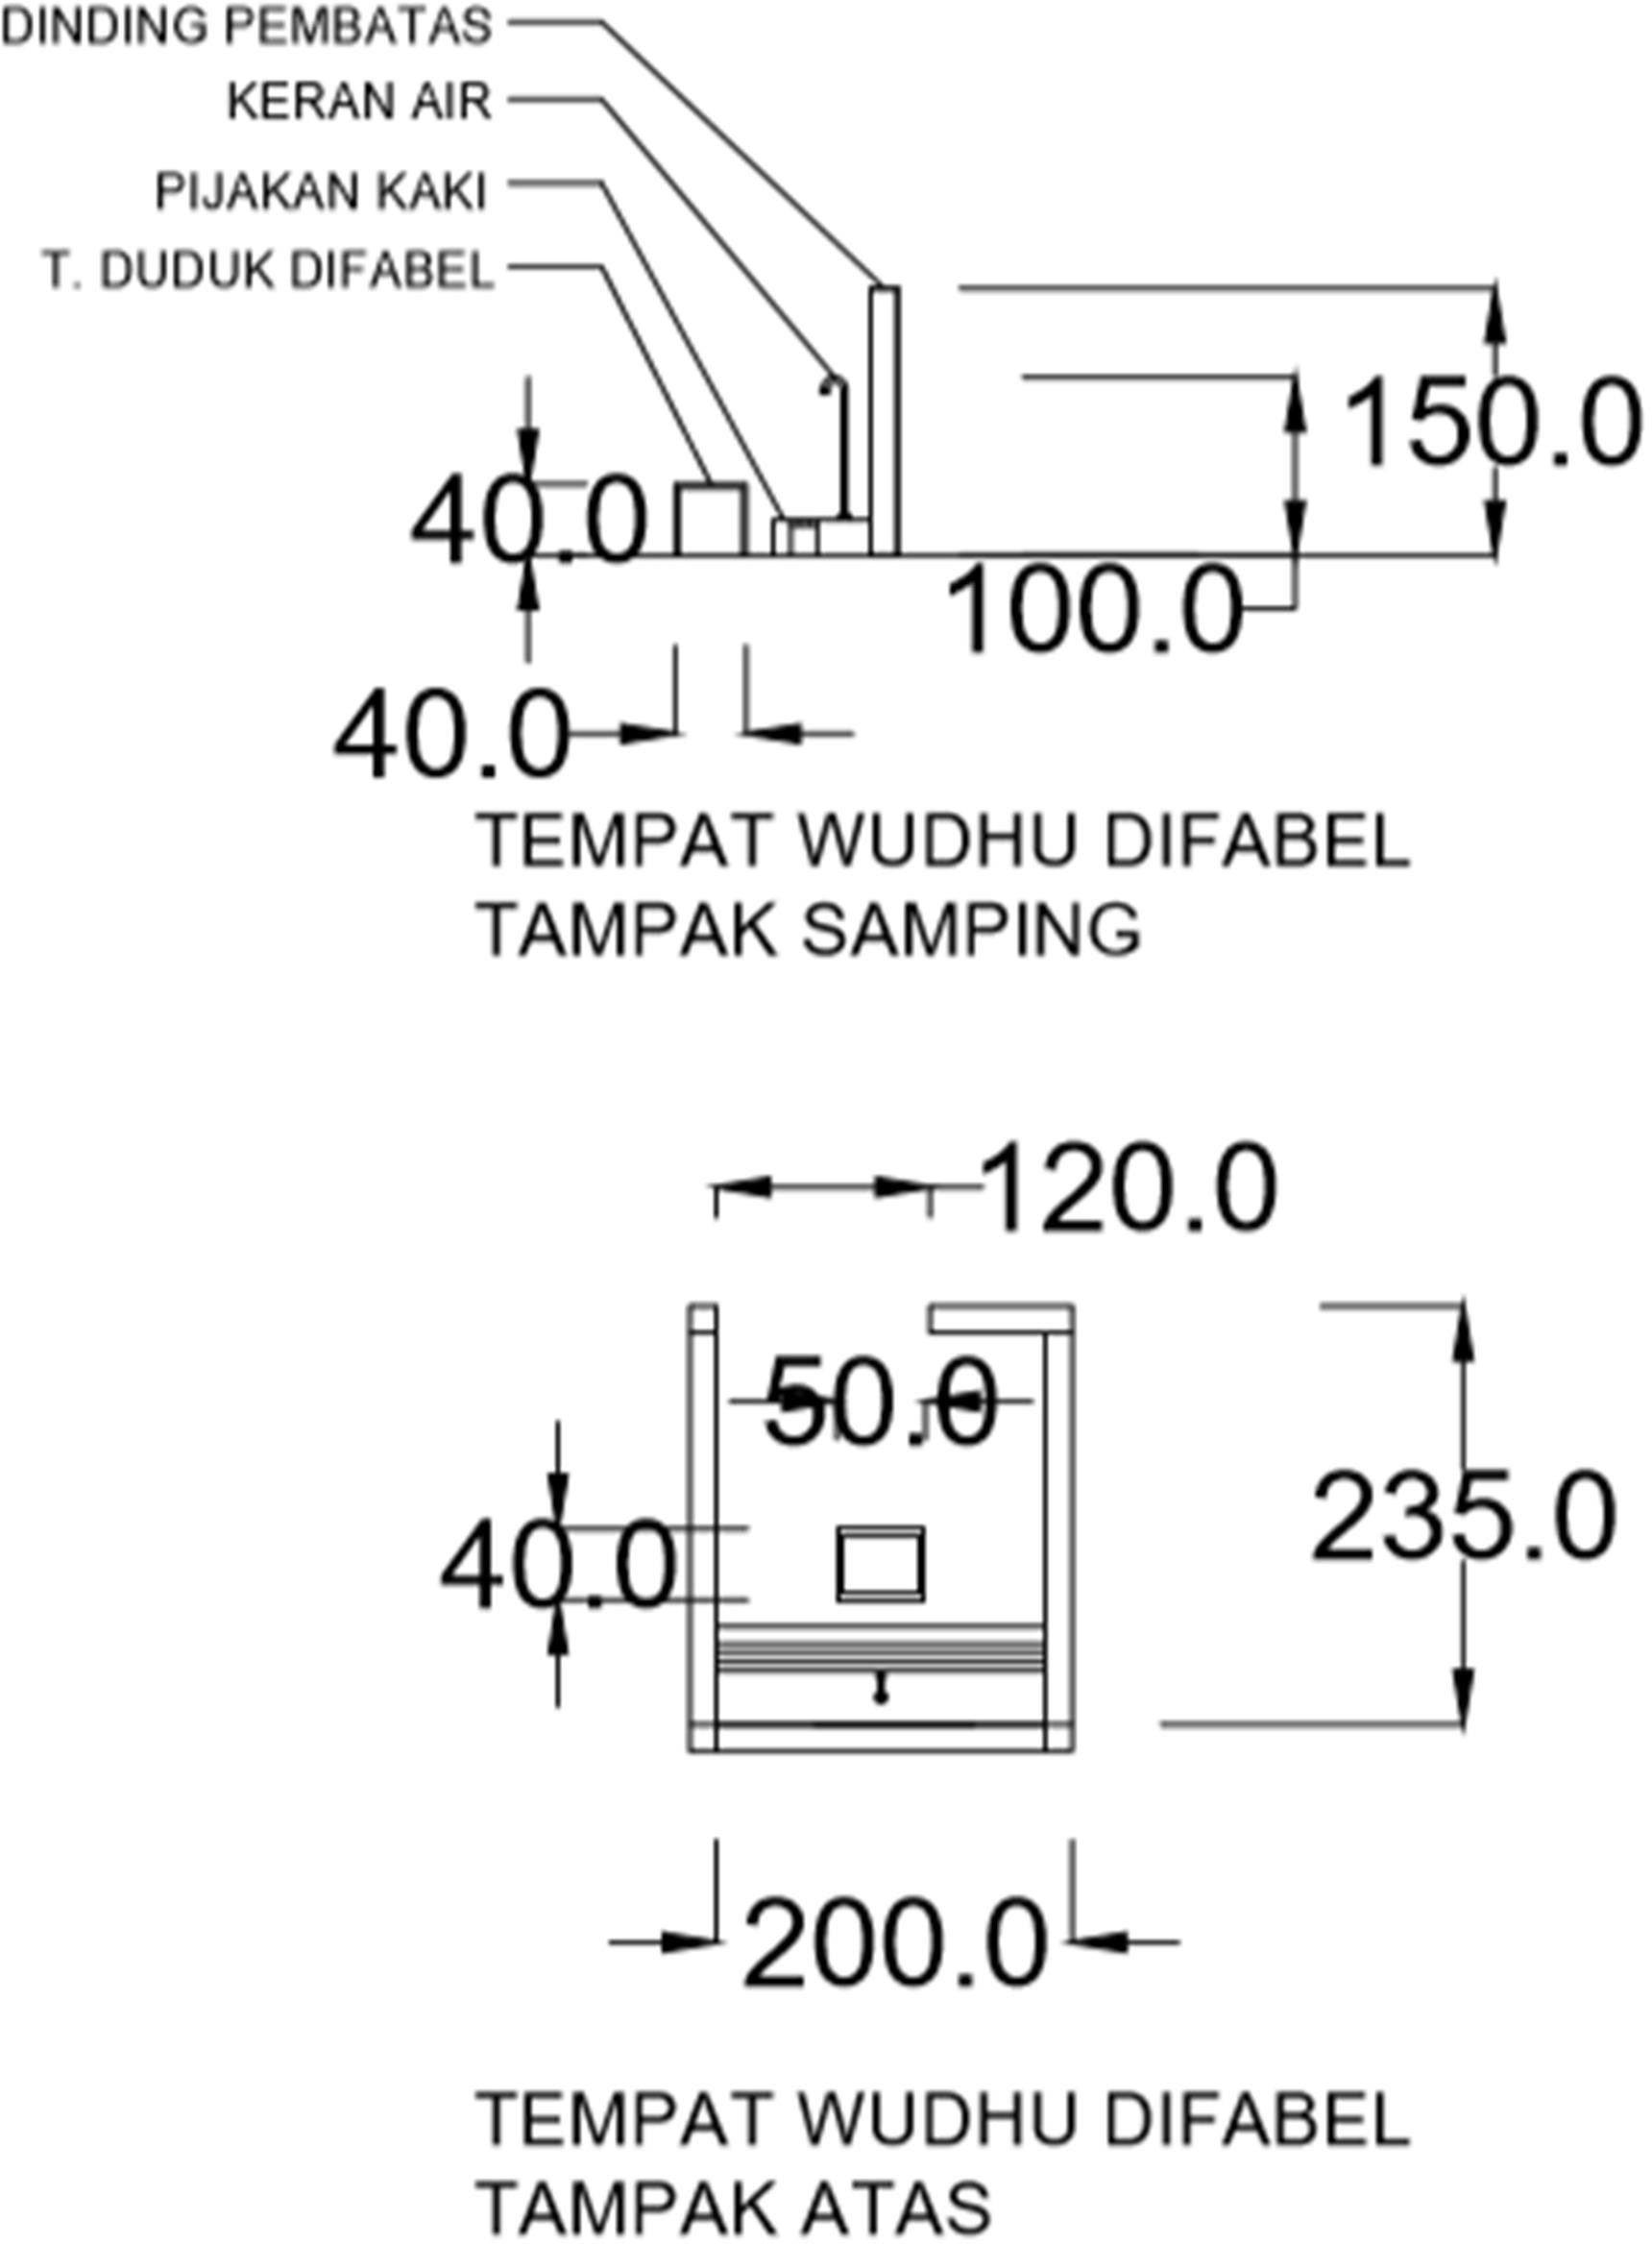 DINDING PEMBATAS
KERAN AIR
PIJAKAN KAKI
T. DUDUK DIFABEL
150.0
40.0
100.0
40.0
TEMPAT WUDHU DIFABEL
TAMPAK SAMPING
120.0
50.0
40.0
235.0
200.0
TEMPAT WUDHU DIFABEL
TAMPAK ATAS